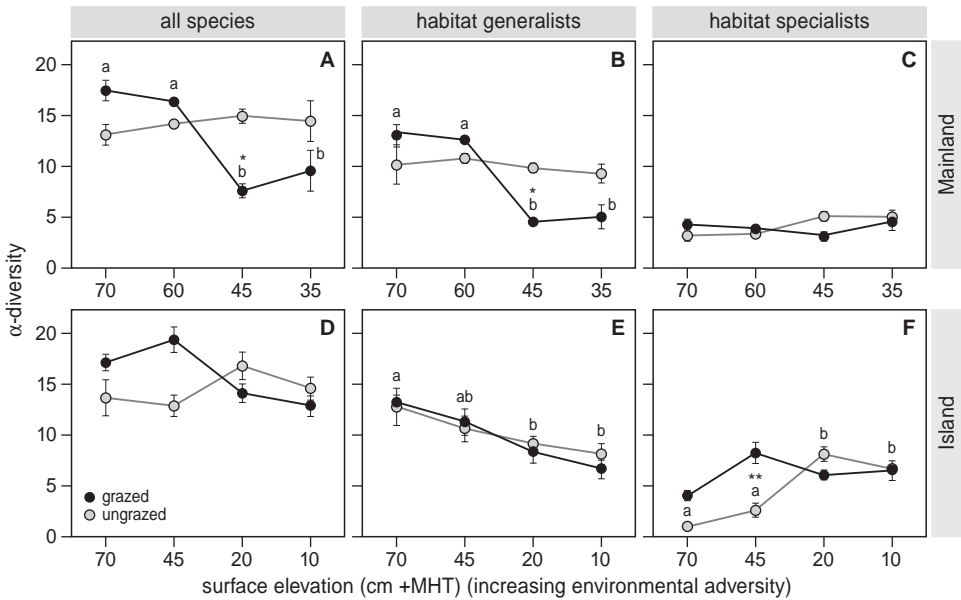 all species
habitat generalists
habitat specialists
A
B
C
20
15
10
5
0
a
a
*
b
b
a
a
*
b
b
70
60
45
35
70
60
45
35
70
60
45
35
Mainland
α-diversity
D
E
F
20
15
10
5
0
a
ab
b
b
a
**
a
b
b
grazed
ungrazed
70
45
20
10
70
45
20
10
70
45
20
10
Island
surface elevation (cm +MHT) (increasing environmental adversity)